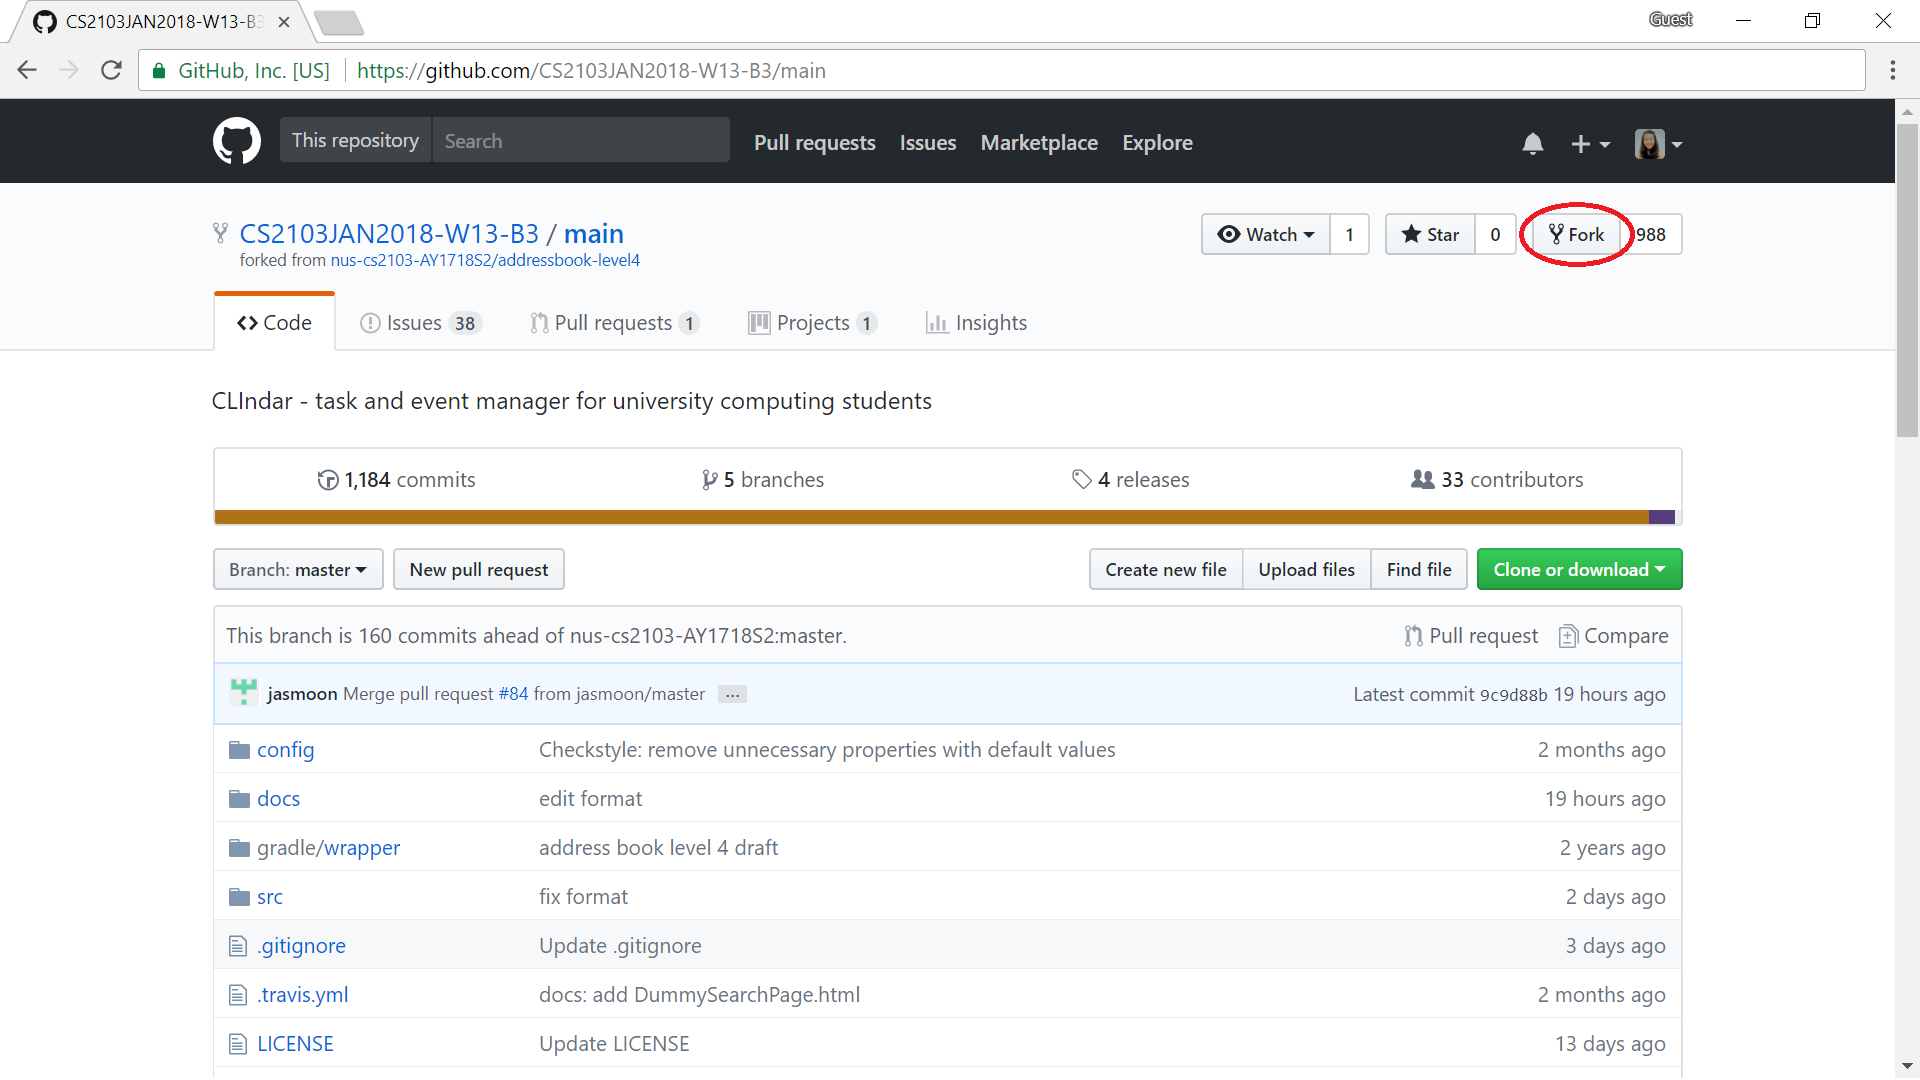 CS2103JAN2018-W13-B3
Guest
GitHub, Inc. [US] https://github.com/CS2103JAN2018-W13-B3/main
This repository Search Pull requests Issues Marketplace Explore
CS2103JAN2018-W13-B3 / main Watch 1 Star 0 Fork 988
forked from nus-cs2103-AY1718S2/addressbook-level4
Code Issues 38 Pull requests 1 Projects 1 Insights
CLIndar - task and event manager for university computing students
1,184 commits 5 branches 4 releases 33 contributors
Branch: master New pull request Create new file Upload files Find file Clone or download
This branch is 160 commits ahead of nus-cs2103-AY1718S2:master. Pull request Compare
jasmoon Merge pull request #84 from jasmoon/master ... Latest commit 9c9d88b 19 hours ago
config Checkstyle: remove unnecessary properties with default values 2 months ago
docs edit format 19 hours ago
gradle/wrapper address book level 4 draft 2 years ago
src fix format 2 days ago
.gitignore Update .gitignore 3 days ago
.travis.yml docs: add DummySearchPage.html 2 months ago
LICENSE Update LICENSE 13 days ago